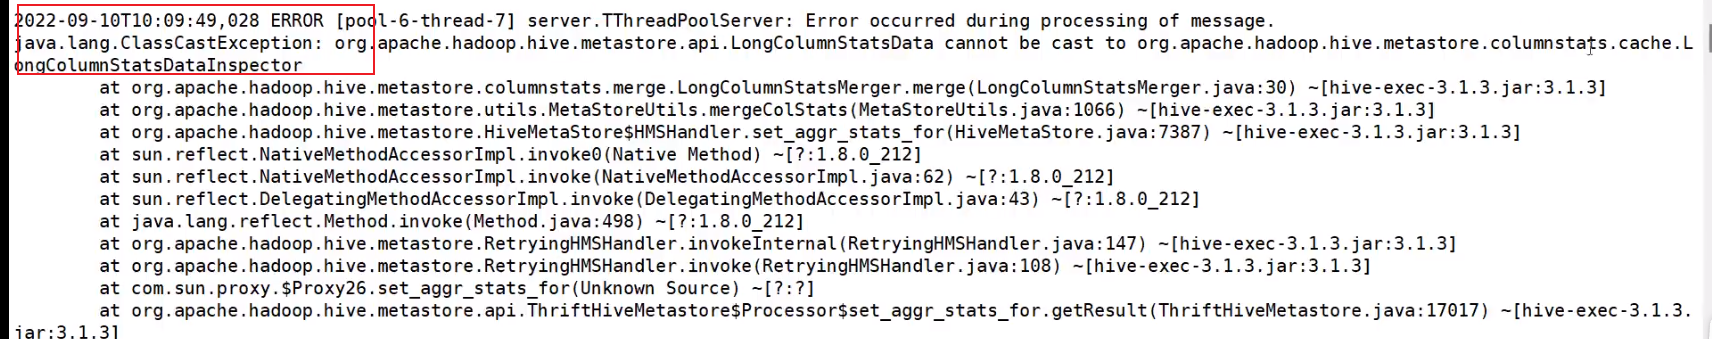 2022-09-10T10:09:49,028 ERROR [pool-6-thread-7] server.TThreadPoolServer: Error occurred during processing of message.
java.lang.ClassCastException: org.apache.hadoop.hive.metastore.api.LongColumnStatsData cannot be cast to org.apache.hadoop.hive.metastore.columnstats.cache.L
ongColumnStatsDataInspector
at org.apache.hadoop.hive.metastore.columnstats.merge.LongColumnStatsMerger.merge(LongColumnStatsMerger.java:30) ~[hive-exec-3.1.3.jar:3.1.3]
at org.apache.hadoop.hive.metastore.utils.MetaStoreUtils.mergeColStats(MetaStoreUtils.java:1066) ~[hive-exec-3.1.3.jar:3.1.3]
at org.apache.hadoop.hive.metastore.HiveMetaStore$HMSHandler.set_aggr_stats_for(HiveMetaStore.java:7387) ~[hive-exec-3.1.3.jar:3.1.3]
at sun.reflect.NativeMethodAccessorImpl.invoke0(Native Method) ~[?:1.8.0_212]
at sun.reflect.NativeMethodAccessorImpl.invoke(NativeMethodAccessorImpl.java:62) ~[?:1.8.0_212]
at sun.reflect.DelegatingMethodAccessorImpl.invoke(DelegatingMethodAccessorImpl.java:43) ~[?:1.8.0_212]
at java.lang.reflect.Method.invoke(Method.java:498) ~[?:1.8.0_212]
at org.apache.hadoop.hive.metastore.RetryingHMSHandler.invokeInternal(RetryingHMSHandler.java:147) ~[hive-exec-3.1.3.jar:3.1.3]
at org.apache.hadoop.hive.metastore.RetryingHMSHandler.invoke(RetryingHMSHandler.java:108) ~[hive-exec-3.1.3.jar:3.1.3]
at com.sun.proxy.$Proxy26.set_aggr_stats_for(Unknown Source) ~[?:?]
at org.apache.hadoop.hive.metastore.api.ThriftHiveMetastore$Processor$set_aggr_stats_for.getResult(ThriftHiveMetastore.java:17017) ~[hive-exec-3.1.3.
jar:3.1.3]